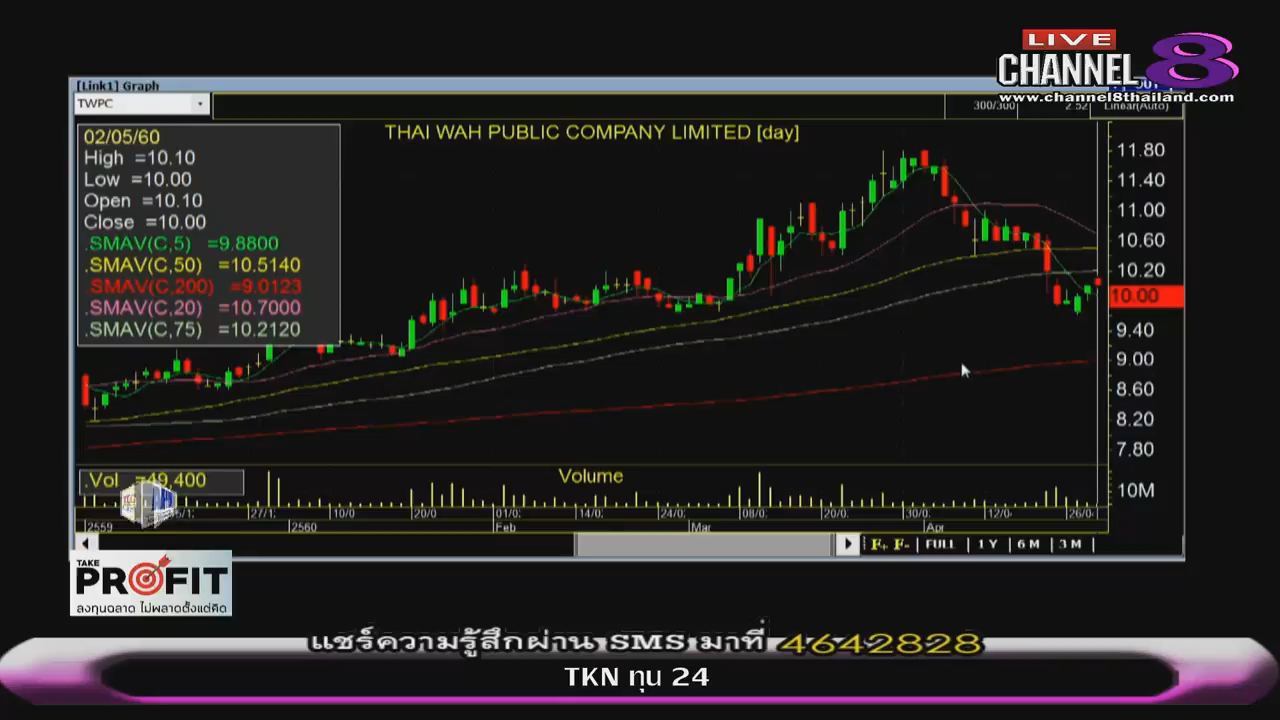 LIVE
CHANNEL 8
www.channel8thailand.com
[Link1] Graph
TWPC
300/300
2.52
Linear(Auto)
THAI WAH PUBLIC COMPANY LIMITED [day]
02/05/60
High =10.10
Low =10.00
Open =10.10
Close =10.00
.SMAV(C,5) =9.8800
.SMAV(C,50) =10.5140
.SMAV(C,200) =9.0123
.SMAV(C,20) =10.7000
.SMAV(C,75) =10.2120
11.80
11.40
11.00
10.60
10.20
10.00
9.40
9.00
8.60
8.20
7.80
.Vol =49,400
Volume
10M
27/1: 10/0 20/0 01/0: 14/0. 24/0: 08/0. 20/0. 30/0: 12/0. 26/0
2559 2560 Feb Mar Apr
F+ F- FULL 1 Y 6 M 3 M
TAKE
PROFIT
ลงทุนฉลาด ไม่พลาดตั้งแต่คิด
แชร์ความรู้สึกผ่าน SMS มาที่ 4642828
TKN ทุน 24